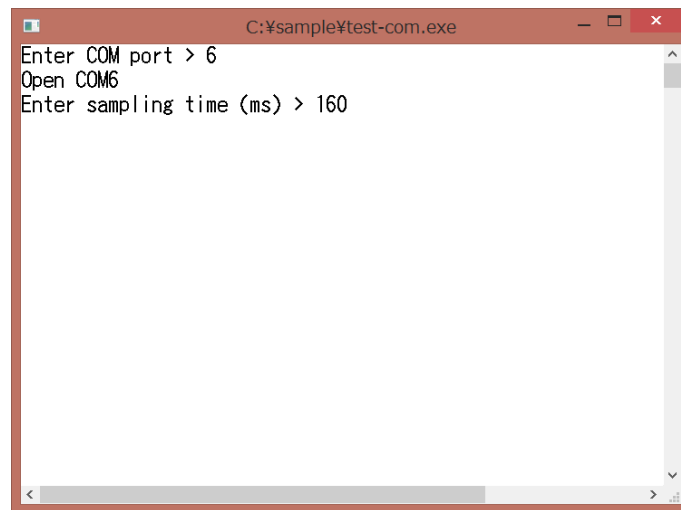 C:¥sample¥test-com.exe
Enter COM port > 6
Open COM6
Enter sampling time (ms) > 160